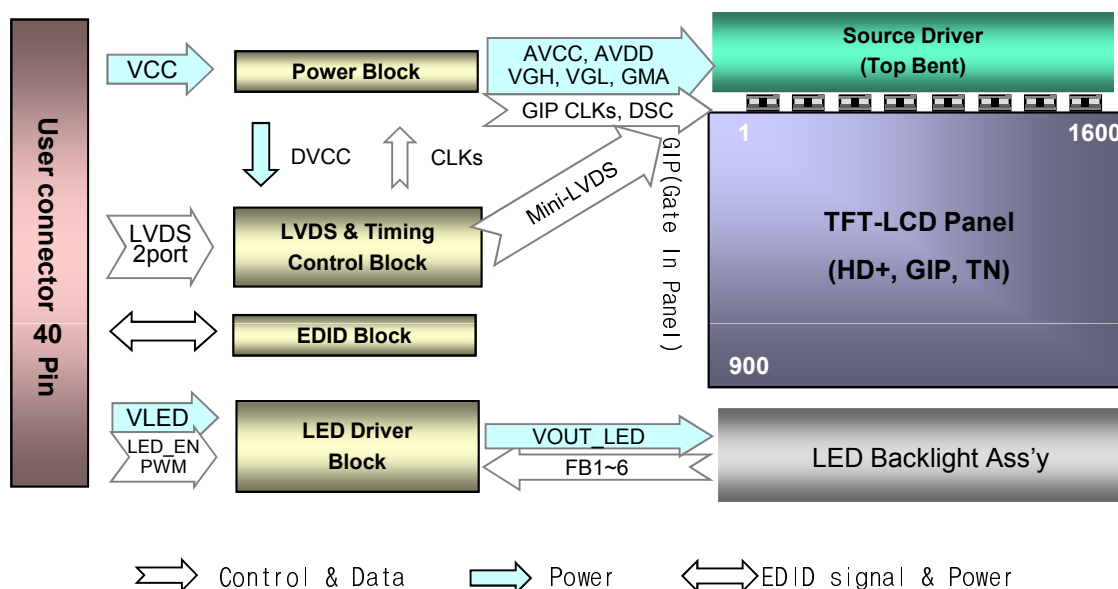 User connector 40 Pin
VCC
Power Block
AVCC, AVDD
VGH, VGL, GMA
GIP CLKs, DSC
Source Driver
(Top Bent)
1
1600
DVCC
CLKs
Mini-LVDS
GIP(Gate In Panel)
LVDS
2port
LVDS & Timing
Control Block
TFT-LCD Panel
(HD+, GIP, TN)
EDID Block
900
VLED
LED_EN
PWM
LED Driver
Block
VOUT_LED
FB1~6
LED Backlight Ass'y
Control & Data
Power
EDID signal & Power